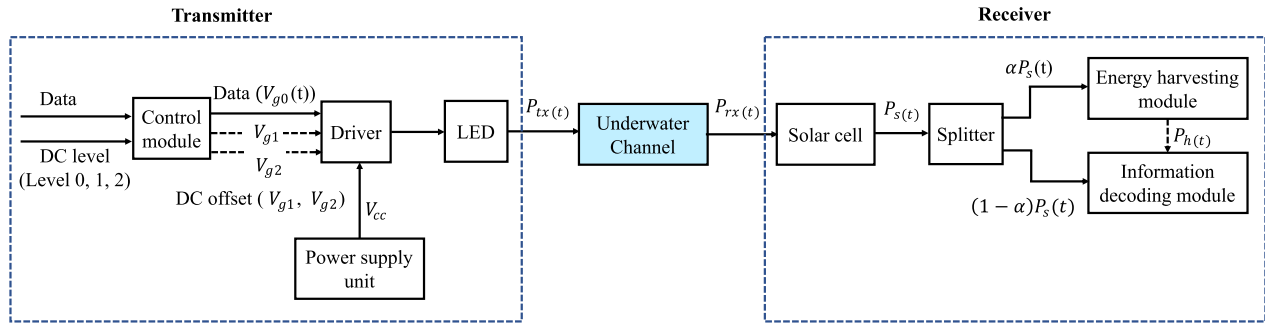 Transmitter
Receiver
Data
DC level
(Level 0, 1, 2)
Control
module
Data (V_{g0}(t))
V_{g1}
V_{g2}
DC offset ( V_{g1}, V_{g2})
Driver
V_{cc}
Power supply
unit
LED
P_{tx(t)}
Underwater
Channel
P_{rx(t)}
Solar cell
P_{s(t)}
Splitter
αP_s(t)
(1 − α)P_s(t)
Energy harvesting
module
P_{h(t)}
Information
decoding module